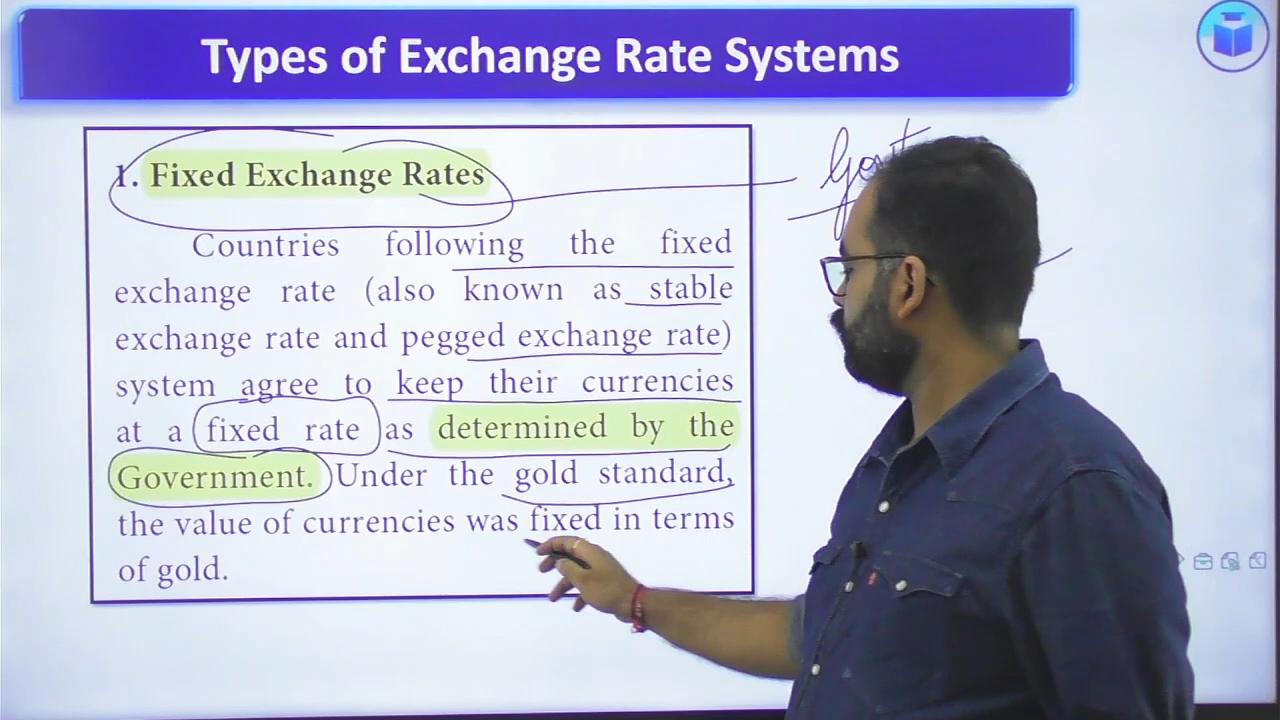 Types of Exchange Rate Systems
1. Fixed Exchange Rates
Countries following the fixed
exchange rate (also known as stable
exchange rate and pegged exchange rate)
system agree to keep their currencies
at a fixed rate as determined by the
Government. Under the gold standard,
the value of currencies was fixed in terms
of gold.